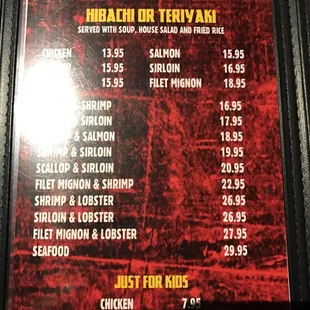 HIBACHI OR TERIYAKI
SERVED WITH SOUP, HOUSE SALAD AND FRIED RICE
CHICKEN 13.95 SALMON 15.95
15.95 SIRLOIN 16.95
15.95 FILET MIGNON 18.95
& SHRIMP 16.95
& SIRLOIN 17.95
& SALMON 18.95
& SIRLOIN 19.95
SCALLOP & SIRLOIN 20.95
FILET MIGNON & SHRIMP 22.95
SHRIMP & LOBSTER 26.95
SIRLOIN & LOBSTER 26.95
FILET MIGNON & LOBSTER 27.95
SEAFOOD 29.95
JUST FOR KIDS
CHICKEN 7.95